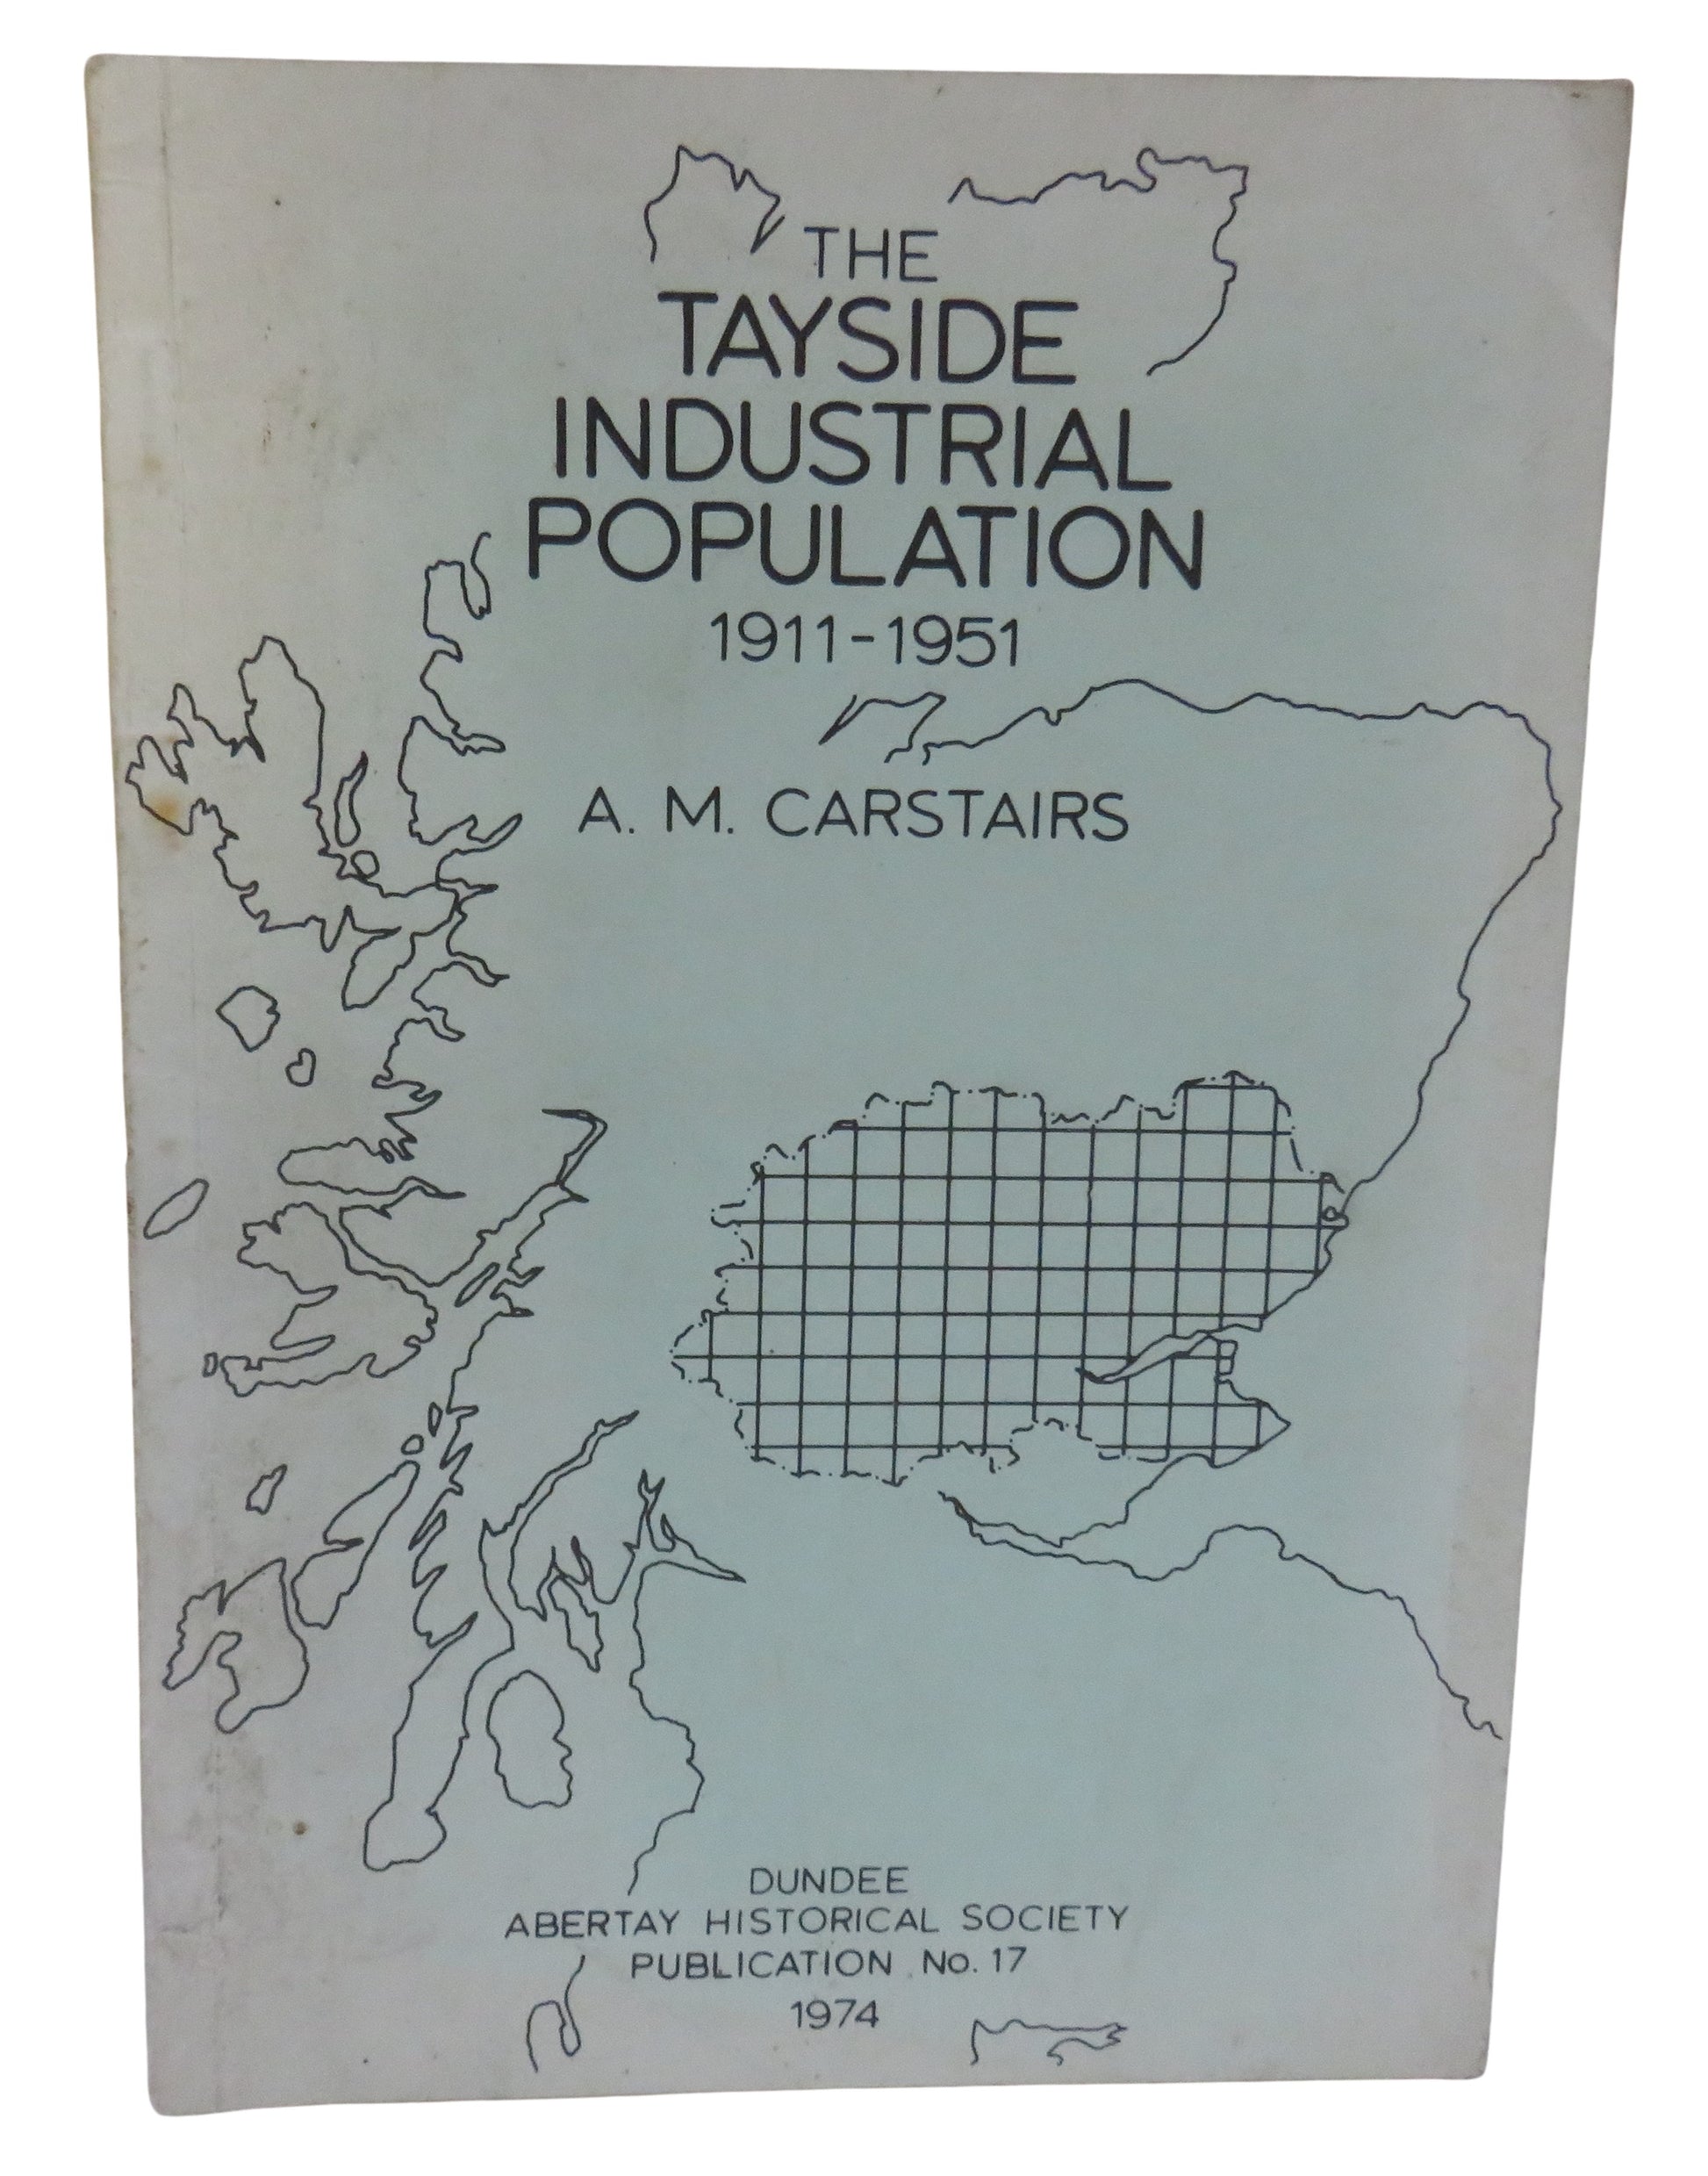 THE
TAYSIDE
INDUSTRIAL
POPULATION
1911-1951
A. M. CARSTAIRS
DUNDEE
ABERTAY HISTORICAL SOCIETY
PUBLICATION No. 17
1974